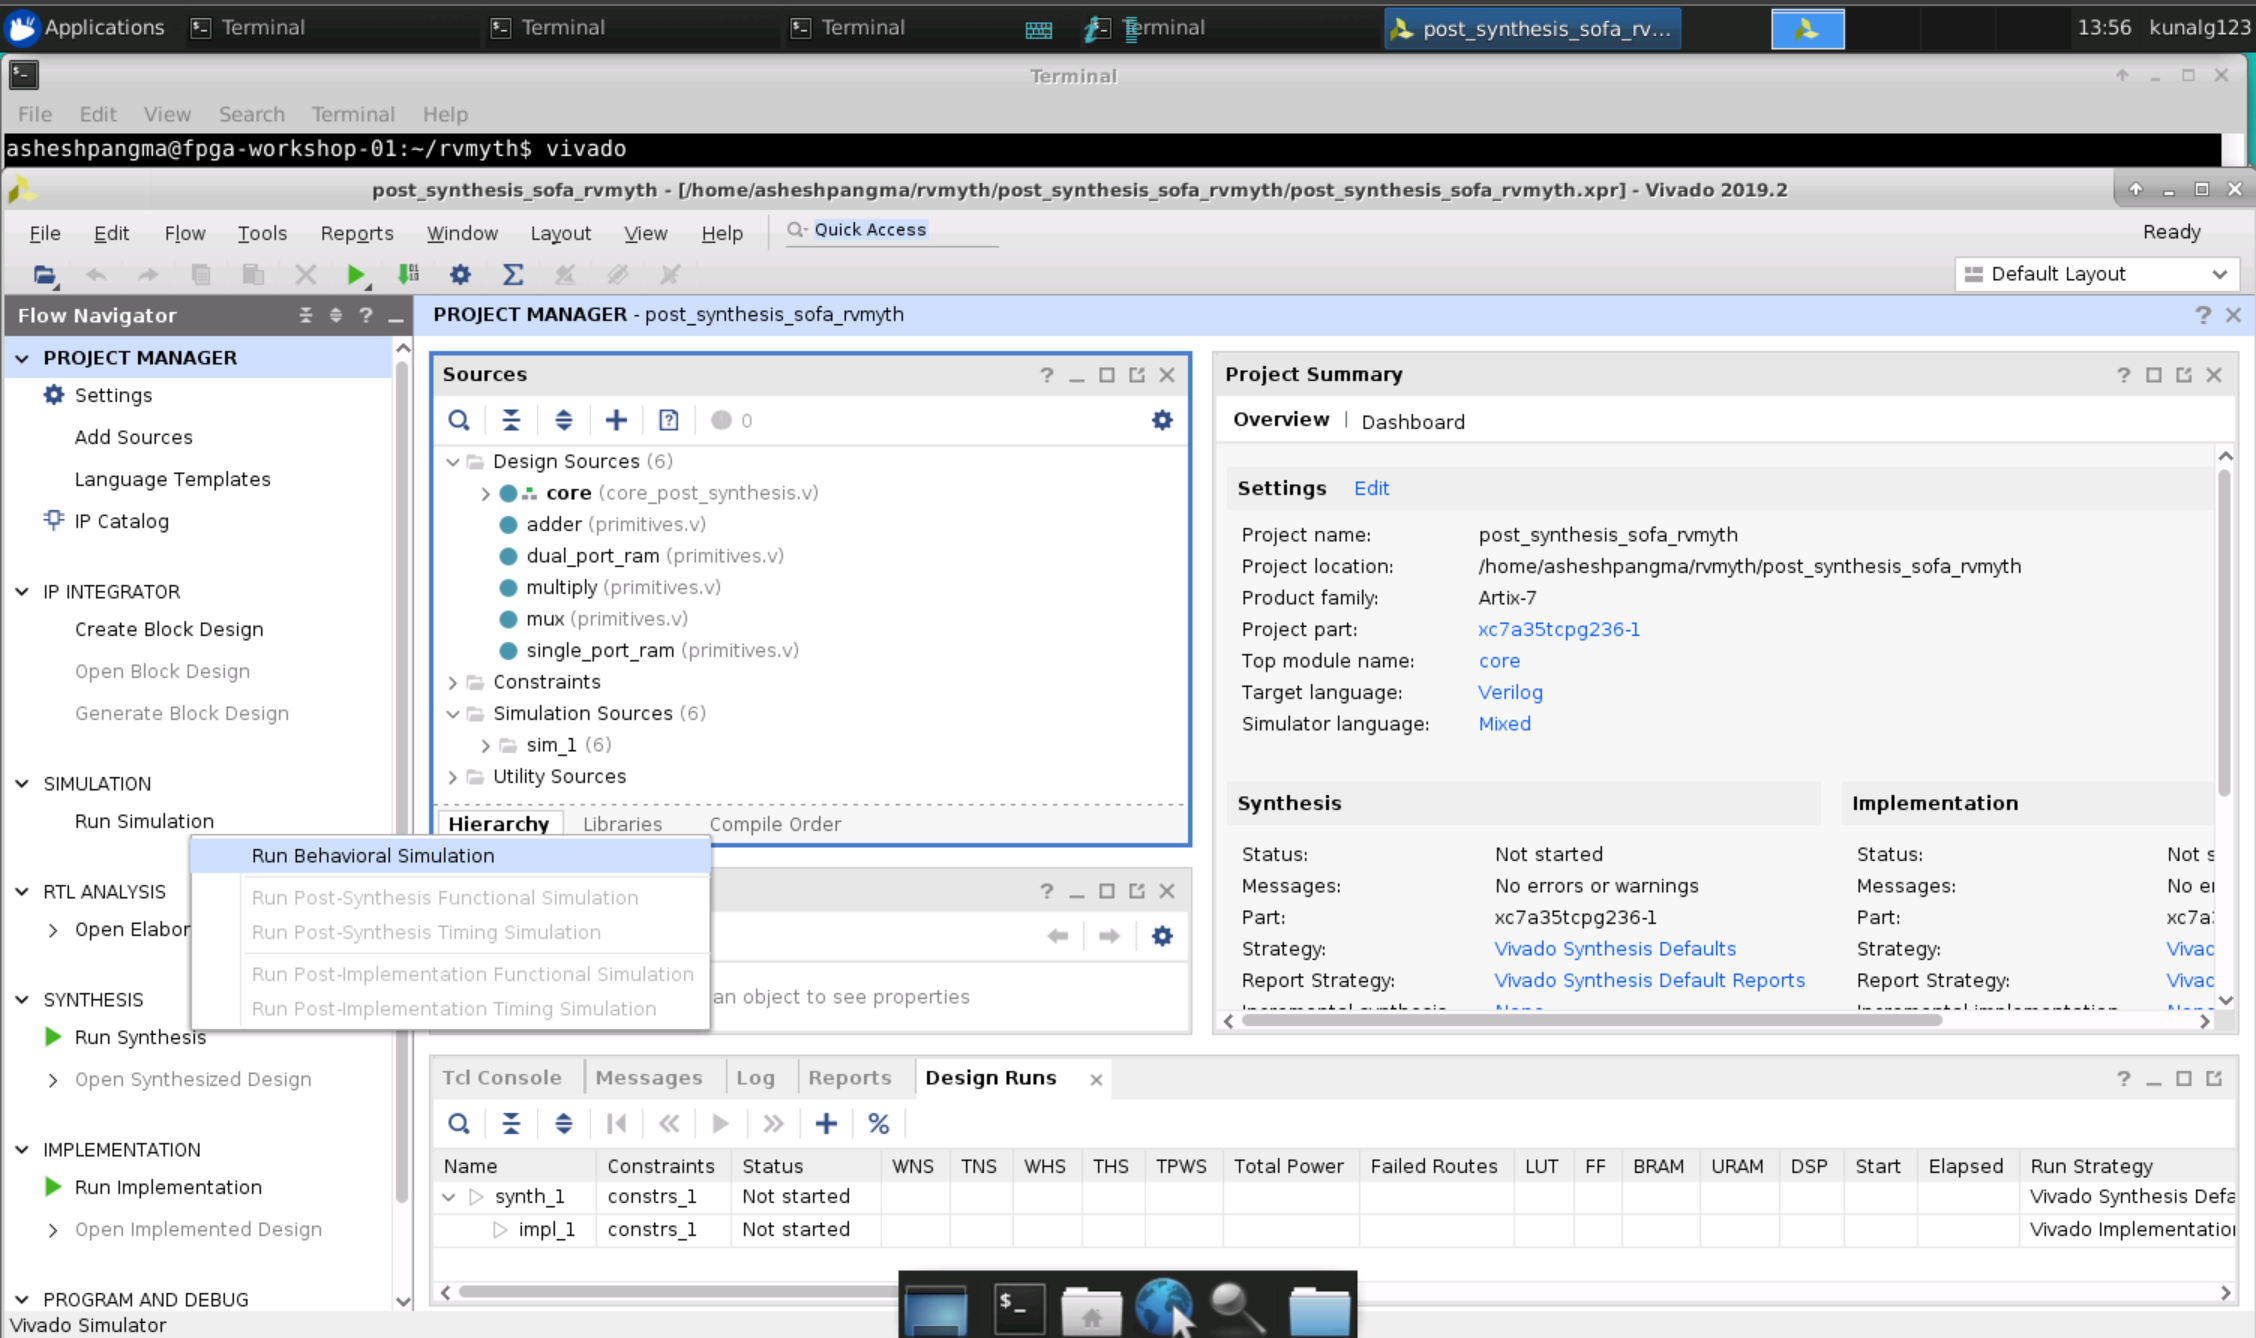 Applications
Terminal
Terminal
Terminal
Terminal
post_synthesis_sofa_rv...
13:56
kunalg123
Terminal
File Edit View Search Terminal Help
asheshpangma@fpga-workshop-01:~/rvmyth$ vivado
post_synthesis_sofa_rvmyth - [/home/asheshpangma/rvmyth/post_synthesis_sofa_rvmyth/post_synthesis_sofa_rvmyth.xpr] - Vivado 2019.2
File Edit Flow Tools Reports Window Layout View Help
Quick Access
Ready
Default Layout
Flow Navigator
PROJECT MANAGER
Settings
Add Sources
Language Templates
IP Catalog
IP INTEGRATOR
Create Block Design
Open Block Design
Generate Block Design
SIMULATION
Run Simulation
Run Behavioral Simulation
Run Post-Synthesis Functional Simulation
Run Post-Synthesis Timing Simulation
Run Post-Implementation Functional Simulation
Run Post-Implementation Timing Simulation
RTL ANALYSIS
Open Elabor
SYNTHESIS
Run Synthesis
Open Synthesized Design
IMPLEMENTATION
Run Implementation
Open Implemented Design
PROGRAM AND DEBUG
Vivado Simulator
PROJECT MANAGER - post_synthesis_sofa_rvmyth
Sources
0
Design Sources (6)
core (core_post_synthesis.v)
adder (primitives.v)
dual_port_ram (primitives.v)
multiply (primitives.v)
mux (primitives.v)
single_port_ram (primitives.v)
Constraints
Simulation Sources (6)
sim_1 (6)
Utility Sources
Hierarchy Libraries Compile Order
an object to see properties
Project Summary
Overview | Dashboard
Settings Edit
Project name: post_synthesis_sofa_rvmyth
Project location: /home/asheshpangma/rvmyth/post_synthesis_sofa_rvmyth
Product family: Artix-7
Project part: xc7a35tcpg236-1
Top module name: core
Target language: Verilog
Simulator language: Mixed
Synthesis
Status: Not started
Messages: No errors or warnings
Part: xc7a35tcpg236-1
Strategy: Vivado Synthesis Defaults
Report Strategy: Vivado Synthesis Default Reports
Incremental synthesis: None
Implementation
Status: Not s
Messages: No er
Part: xc7a
Strategy: Vivac
Report Strategy: Vivac
Incremental implementation: None
Tcl Console Messages Log Reports Design Runs
Name Constraints Status WNS TNS WHS THS TPWS Total Power Failed Routes LUT FF BRAM URAM DSP Start Elapsed Run Strategy
synth_1 constrs_1 Not started Vivado Synthesis Defa
impl_1 constrs_1 Not started Vivado Implementation